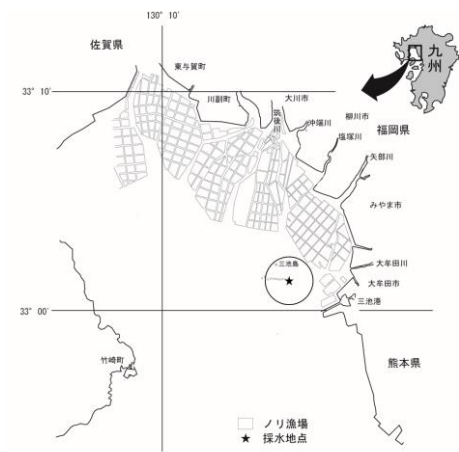 130° 10'
佐賀県
九州
東与賀町
33° 10'
川副町
大川市
筑後川
柳川市
沖端川
福岡県
塩塚川
矢部川
みやま市
三池島
大牟田川
大牟田市
三池港
33° 00'
竹崎町
熊本県
ノリ漁場
★ 採水地点